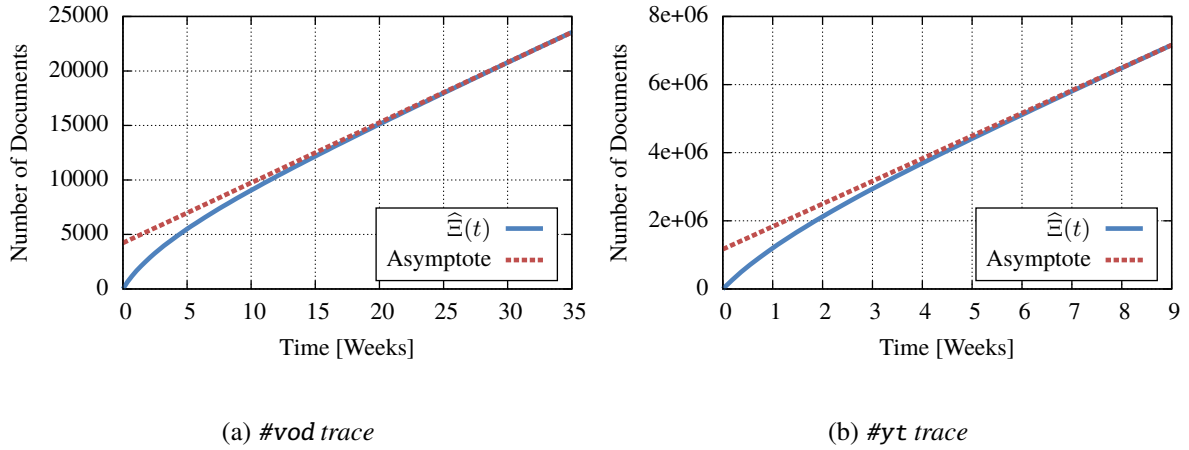 25000
20000
15000
10000
5000
0
Number of Documents
0 5 10 15 20 25 30 35
Time [Weeks]
Ξ̂(t)
Asymptote
(a) #vod trace
8e+06
6e+06
4e+06
2e+06
0
Number of Documents
0 1 2 3 4 5 6 7 8 9
Time [Weeks]
Ξ̂(t)
Asymptote
(b) #yt trace